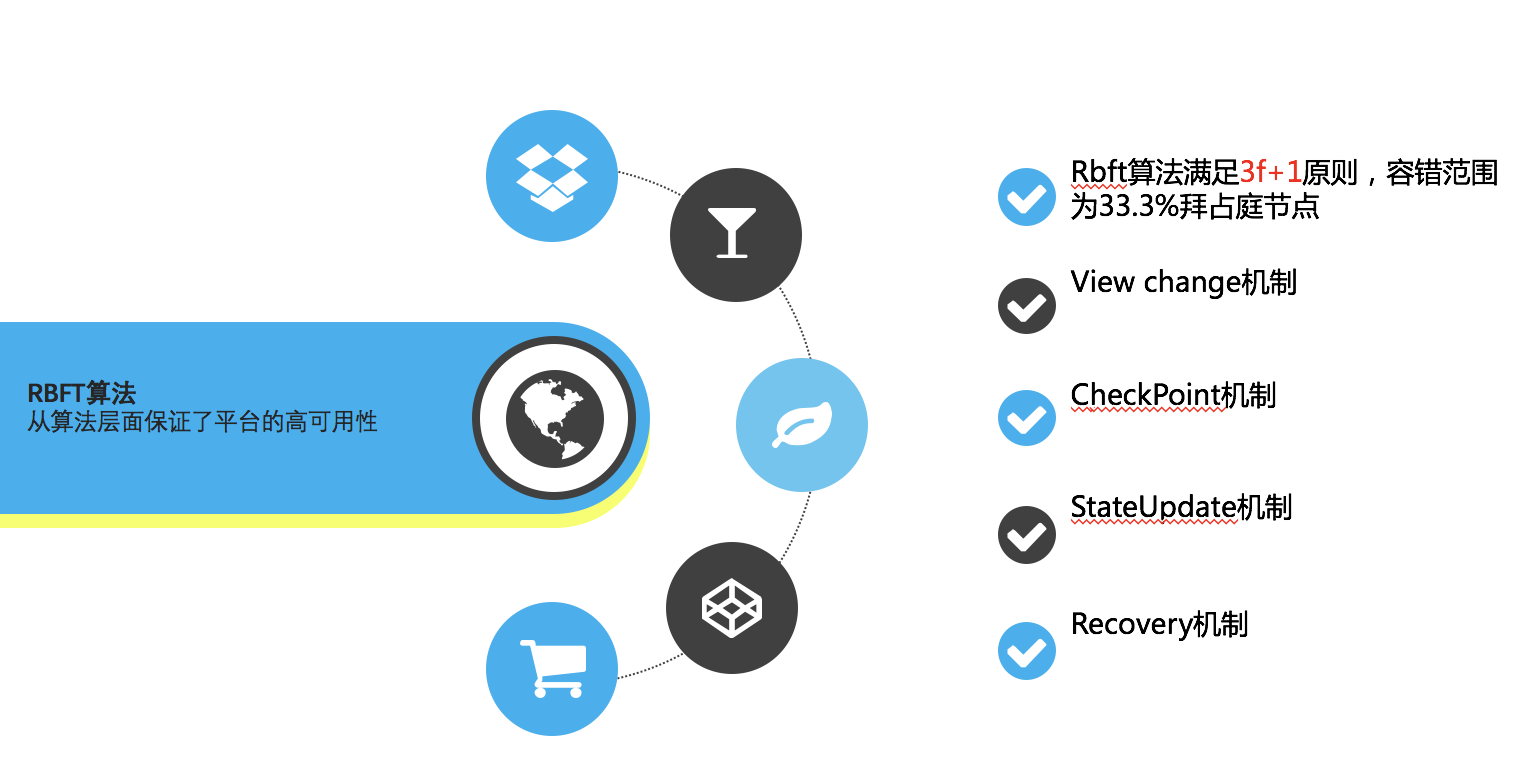 RBFT算法
从算法层面保证了平台的高可用性
Rbft算法满足3f+1原则，容错范围
为33.3%拜占庭节点
View change机制
CheckPoint机制
StateUpdate机制
Recovery机制